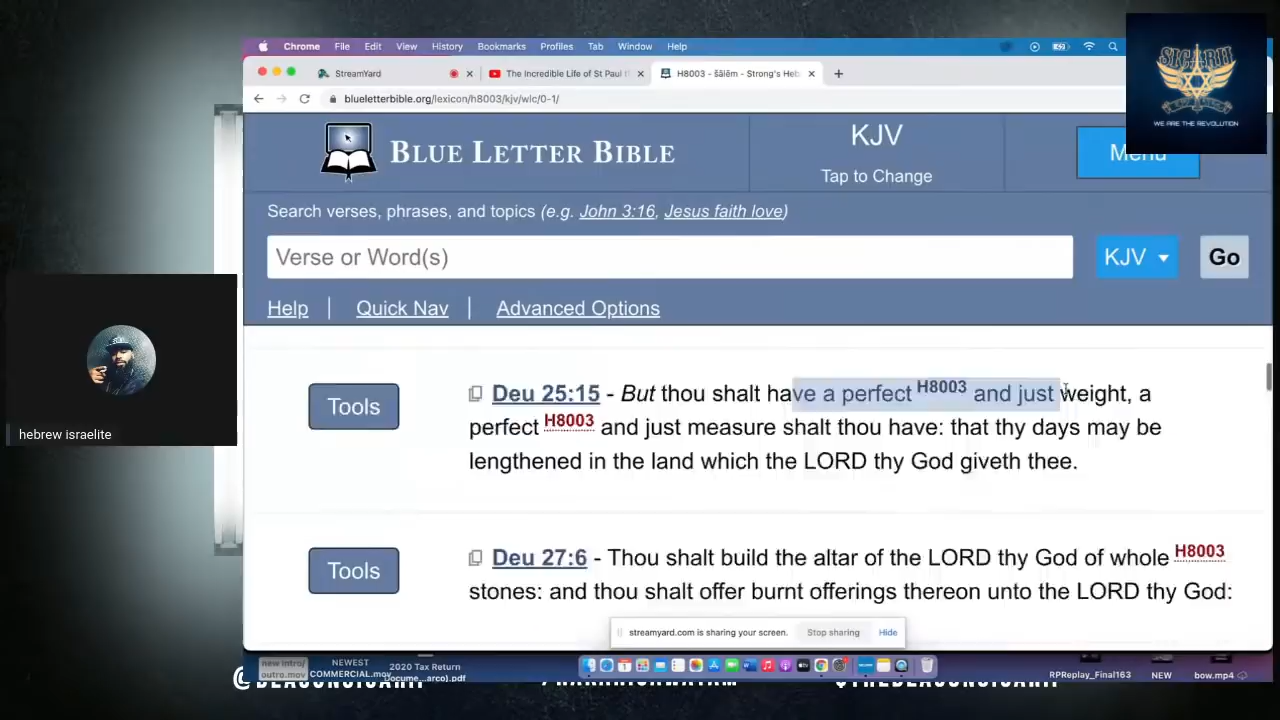 Chrome File Edit View History Bookmarks Profiles Tab Window Help
StreamYard
The Incredible Life of St Paul
H8003 - šālēm - Strong's Heb
blueletterbible.org/lexicon/h8003/kjv/wlc/0-1/
SICARII
WE ARE THE REVOLUTION
BLUE LETTER BIBLE
KJV
Tap to Change
Menu
Search verses, phrases, and topics (e.g. John 3:16, Jesus faith love)
Verse or Word(s)
KJV
Go
Help | Quick Nav | Advanced Options
Tools
Deu 25:15 - But thou shalt have a perfect H8003 and just weight, a
perfect H8003 and just measure shalt thou have: that thy days may be
lengthened in the land which the LORD thy God giveth thee.
hebrew israelite
Tools
Deu 27:6 - Thou shalt build the altar of the LORD thy God of whole H8003
stones: and thou shalt offer burnt offerings thereon unto the LORD thy God:
streamyard.com is sharing your screen. Stop sharing Hide
new intro/
outro.mov
NEWEST
COMMERCIAL.mov
2020 Tax Return
RPReplay_Final163
NEW
bow.mp4